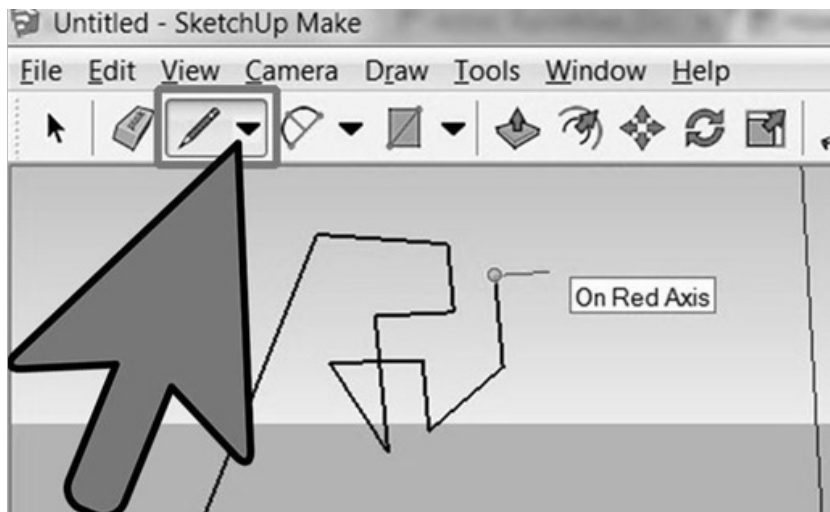 Untitled - SketchUp Make
File Edit View Camera Draw Tools Window Help
On Red Axis